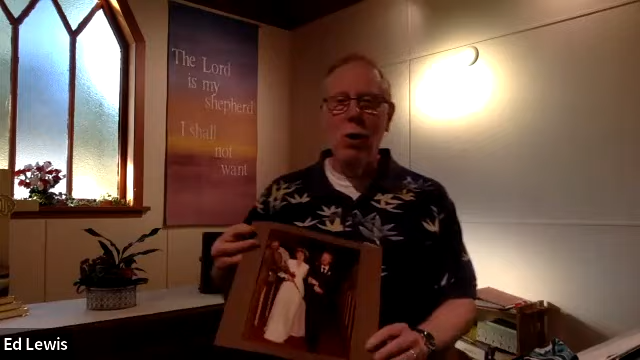 The Lord
is my
shepherd
I shall
not
want
Ed Lewis